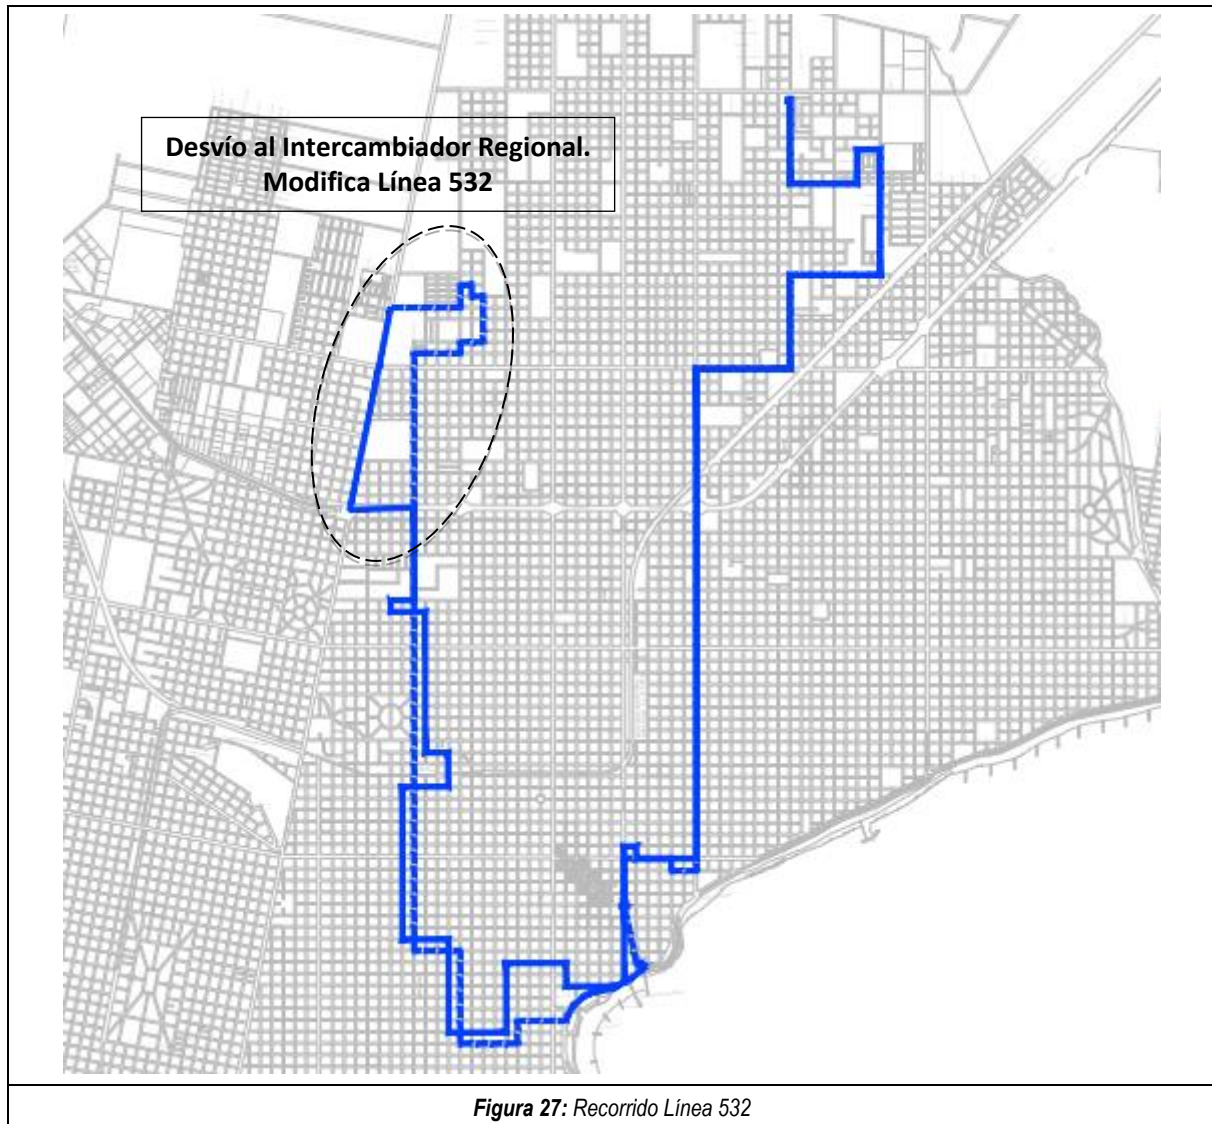 Desvío al Intercambiador Regional.
Modifica Línea 532
Figura 27: Recorrido Línea 532